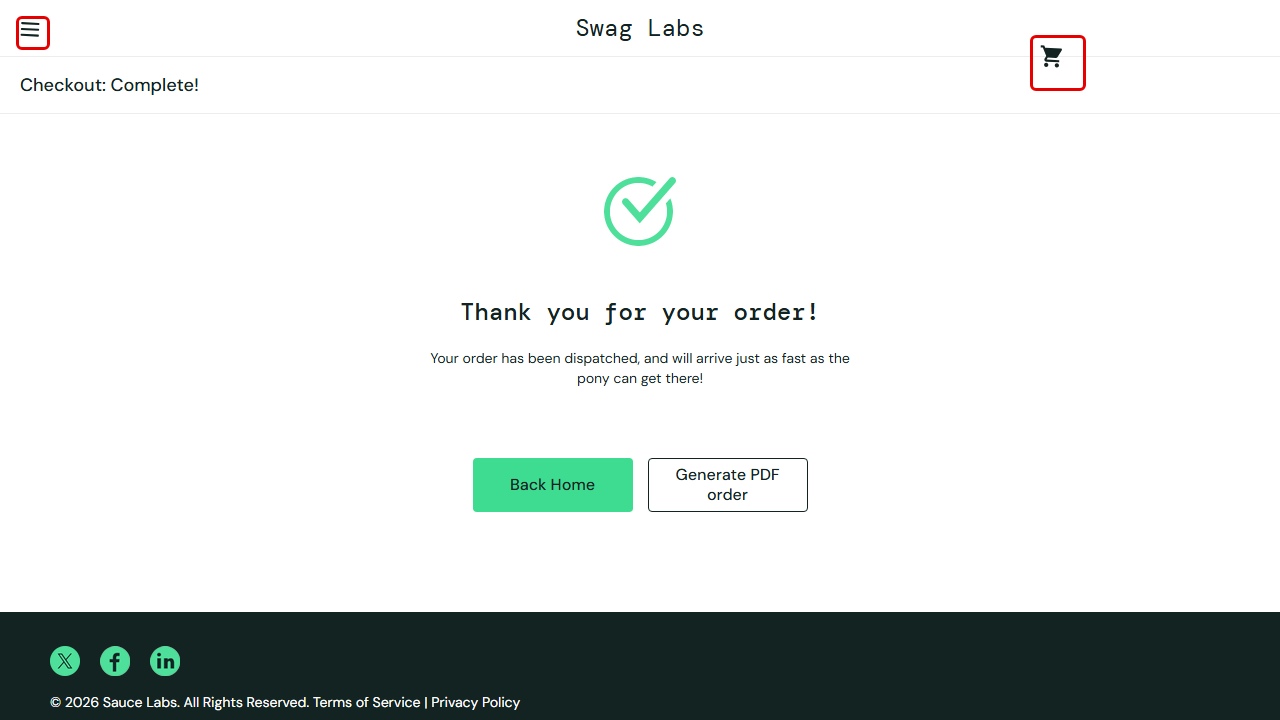 Swag Labs
Checkout: Complete!
Thank you for your order!
Your order has been dispatched, and will arrive just as fast as the
pony can get there!
Back Home
Generate PDF
order
© 2026 Sauce Labs. All Rights Reserved. Terms of Service | Privacy Policy